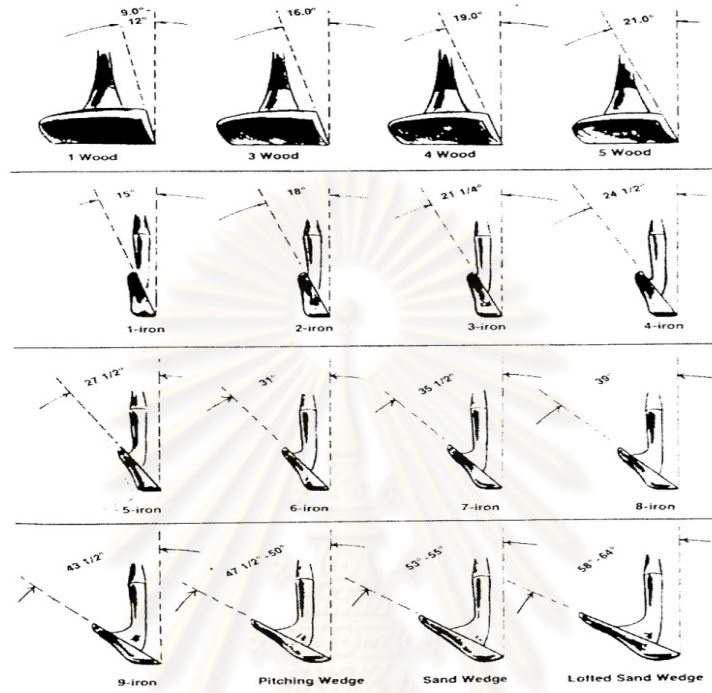 9.0°-
12° 16.0° 19.0° 21.0°
1 Wood 3 Wood 4 Wood 5 Wood
15° 18° 21 1/4° 24 1/2°
1-iron 2-iron 3-iron 4-iron
27 1/2° 31° 35 1/2° 39°
5-iron 6-iron 7-iron 8-iron
43 1/2° 47 1/2°-50° 53°-55° 58°-64°
9-iron Pitching Wedge Sand Wedge Lofted Sand Wedge